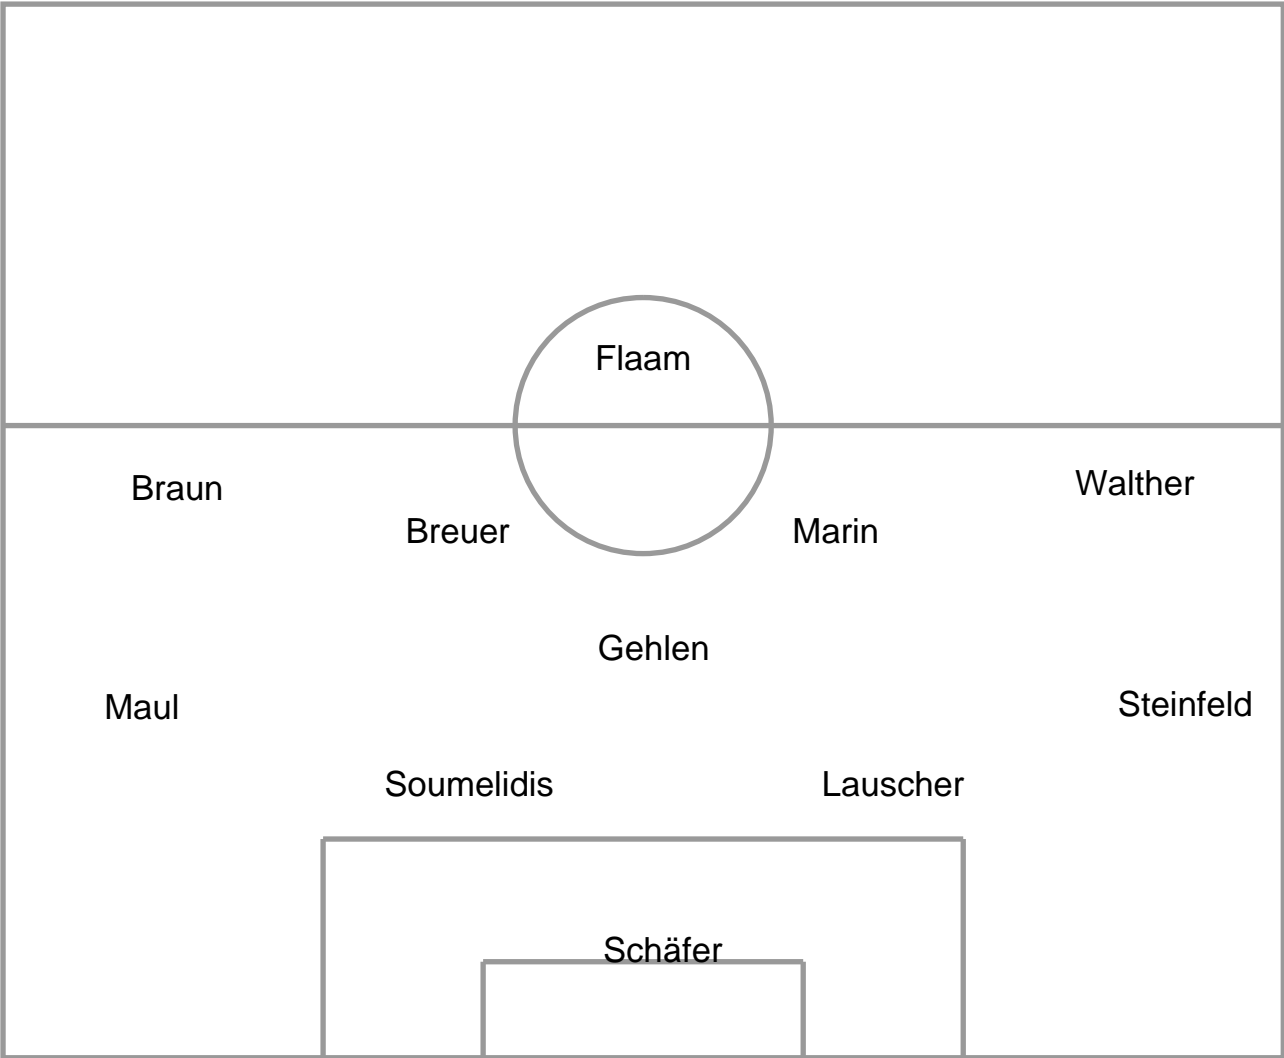 Flaam
Braun
Walther
Breuer
Marin
Gehlen
Maul
Steinfeld
Soumelidis
Lauscher
Schäfer